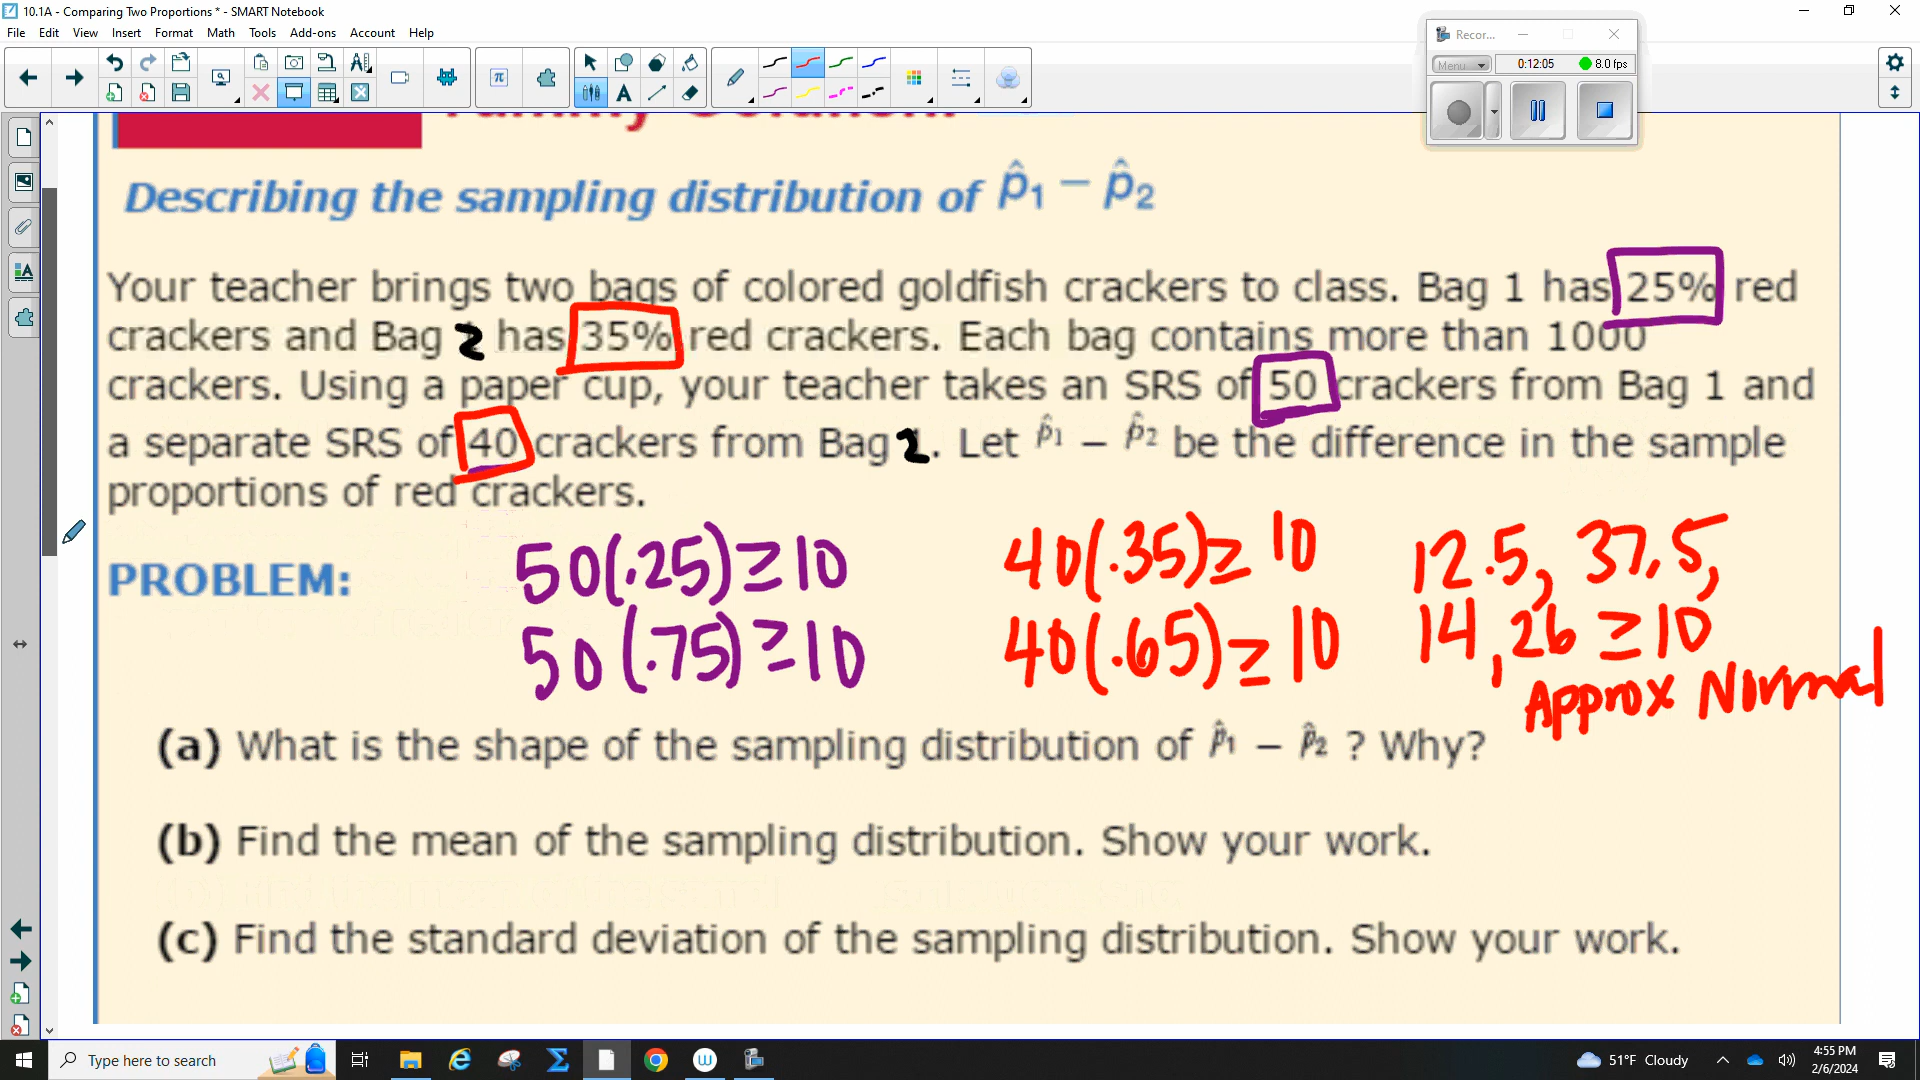 10.1A - Comparing Two Proportions * - SMART Notebook
File Edit View Insert Format Math Tools Add-ons Account Help
Recor...
Menu 0:12:05 8.0 fps
Describing the sampling distribution of p̂1 − p̂2
Your teacher brings two bags of colored goldfish crackers to class. Bag 1 has 25% red
crackers and Bag 2 has 35% red crackers. Each bag contains more than 1000
crackers. Using a paper cup, your teacher takes an SRS of 50 crackers from Bag 1 and
a separate SRS of 40 crackers from Bag 2. Let p̂1 − p̂2 be the difference in the sample
proportions of red crackers.
50(.25) ≥ 10 40(.35) ≥ 10 12.5, 37.5,
PROBLEM:
50(.75) ≥ 10 40(.65) ≥ 10 14, 26 ≥ 10
Approx Normal
(a) What is the shape of the sampling distribution of p̂1 − p̂2 ? Why?
(b) Find the mean of the sampling distribution. Show your work.
(c) Find the standard deviation of the sampling distribution. Show your work.
Type here to search
51°F Cloudy
4:55 PM
2/6/2024